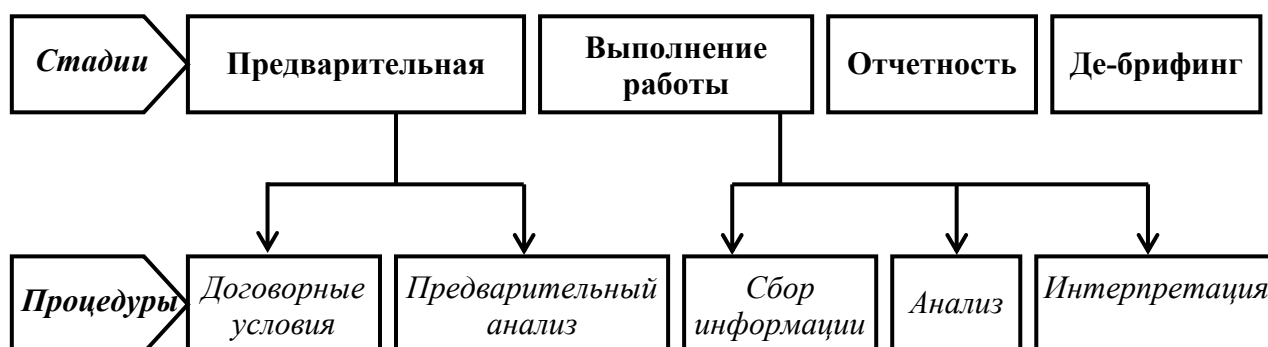 Стадии
Предварительная
Выполнение
работы
Отчетность
Де-брифинг
Процедуры
Договорные
условия
Предварительный
анализ
Сбор
информации
Анализ
Интерпретация